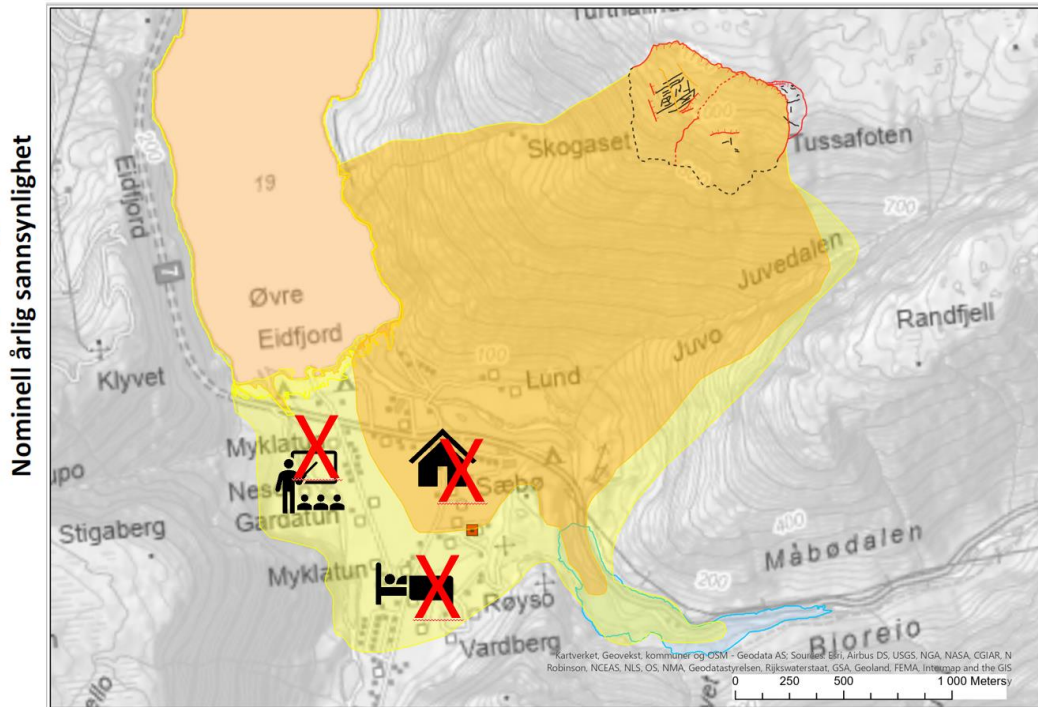 Nominell årlig sannsynlighet
Eidfjord
200
19
7
Skogaset
Tussafoten
700
Juvedalen
Øvre
Eidfjord
Randfjell
Klyvet
100
Lund
Juvo
Myklatun
Sæbø
Gardatun
Stigaberg
400
Måbødalen
Myklatun
200
Røyso
Vardberg
Bjoreio
Kartverket, Geovekst, kommuner og OSM - Geodata AS, Sources: Esri, Airbus DS, USGS, NGA, NASA, CGIAR, N
Robinson, NCEAS, NLS, OS, NMA, Geodatastyrelsen, Rijkswaterstaat, GSA, Geoland, FEMA, Intermap and the GIS
0 250 500 1 000 Meters